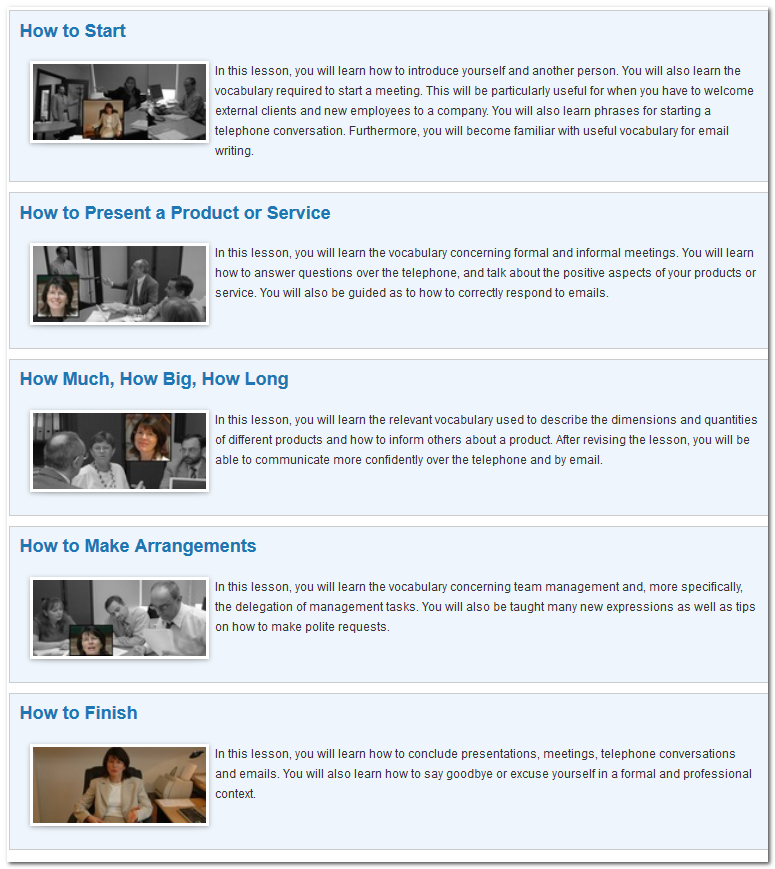 How to Start
In this lesson, you will learn how to introduce yourself and another person. You will also learn the
vocabulary required to start a meeting. This will be particularly useful for when you have to welcome
external clients and new employees to a company. You will also learn phrases for starting a
telephone conversation. Furthermore, you will become familiar with useful vocabulary for email
writing.
How to Present a Product or Service
In this lesson, you will learn the vocabulary concerning formal and informal meetings. You will learn
how to answer questions over the telephone, and talk about the positive aspects of your products or
service. You will also be guided as to how to correctly respond to emails.
How Much, How Big, How Long
In this lesson, you will learn the relevant vocabulary used to describe the dimensions and quantities
of different products and how to inform others about a product. After revising the lesson, you will be
able to communicate more confidently over the telephone and by email.
How to Make Arrangements
In this lesson, you will learn the vocabulary concerning team management and, more specifically,
the delegation of management tasks. You will also be taught many new expressions as well as tips
on how to make polite requests.
How to Finish
In this lesson, you will learn how to conclude presentations, meetings, telephone conversations
and emails. You will also learn how to say goodbye or excuse yourself in a formal and professional
context.